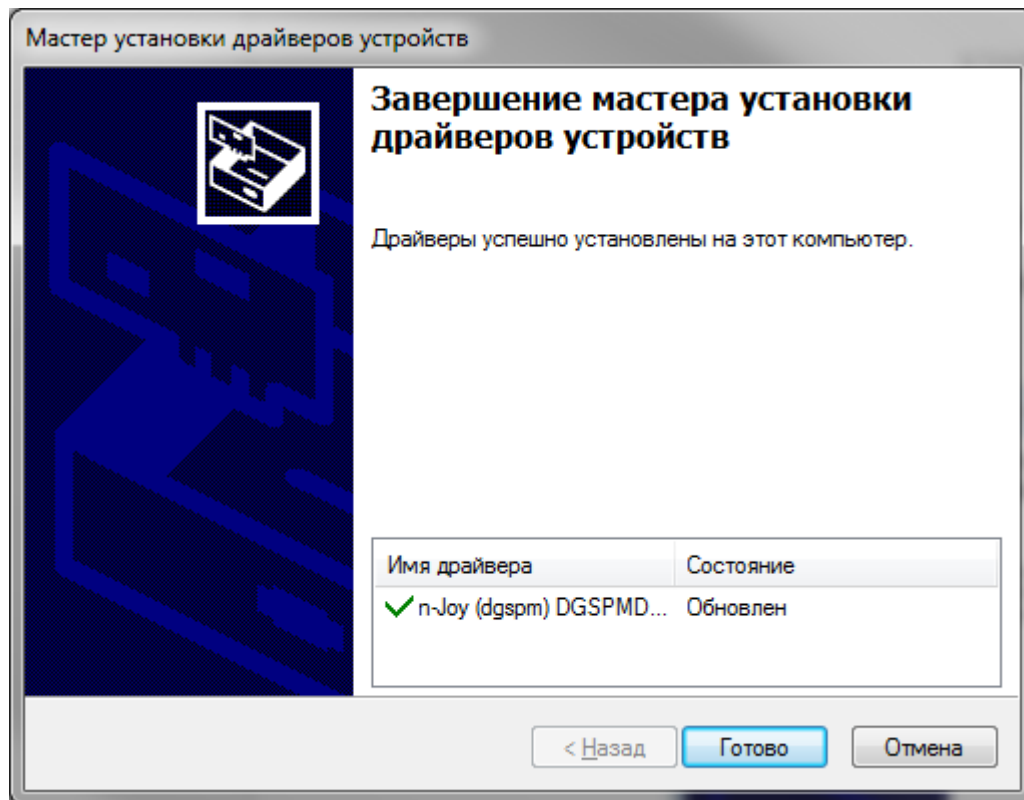 Мастер установки драйверов устройств
Завершение мастера установки
драйверов устройств
Драйверы успешно установлены на этот компьютер.
Имя драйвера Состояние
n-Joy (dgspm) DGSPMD... Обновлен
< Назад Готово Отмена